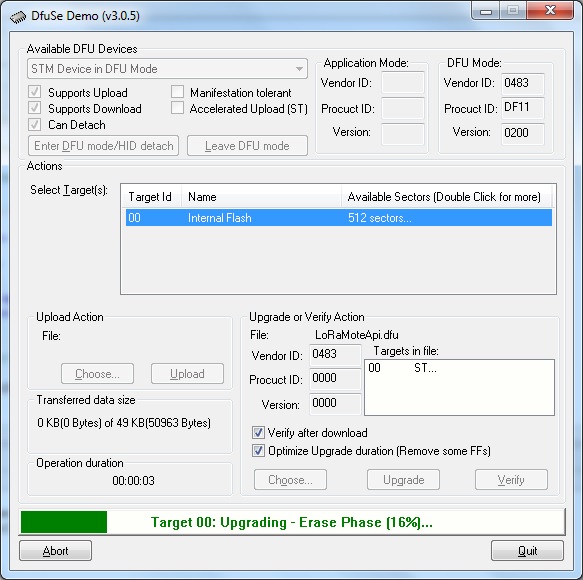 DfuSe Demo (v3.0.5)
Available DFU Devices
STM Device in DFU Mode
Supports Upload
Manifestation tolerant
Supports Download
Accelerated Upload (ST)
Can Detach
Enter DFU mode/HID detach
Leave DFU mode
Application Mode:
Vendor ID:
Procuct ID:
Version:
DFU Mode:
Vendor ID: 0483
Procuct ID: DF11
Version: 0200
Actions
Select Target(s):
Target Id Name Available Sectors (Double Click for more)
00 Internal Flash 512 sectors...
Upload Action
File:
Choose... Upload
Transferred data size
0 KB(0 Bytes) of 49 KB(50963 Bytes)
Operation duration
00:00:03
Upgrade or Verify Action
File: LoRaMoteApi.dfu
Vendor ID: 0483
Procuct ID: 0000
Version: 0000
Targets in file:
00 ST...
Verify after download
Optimize Upgrade duration (Remove some FFs)
Choose... Upgrade Verify
Target 00: Upgrading - Erase Phase (16%)...
Abort Quit